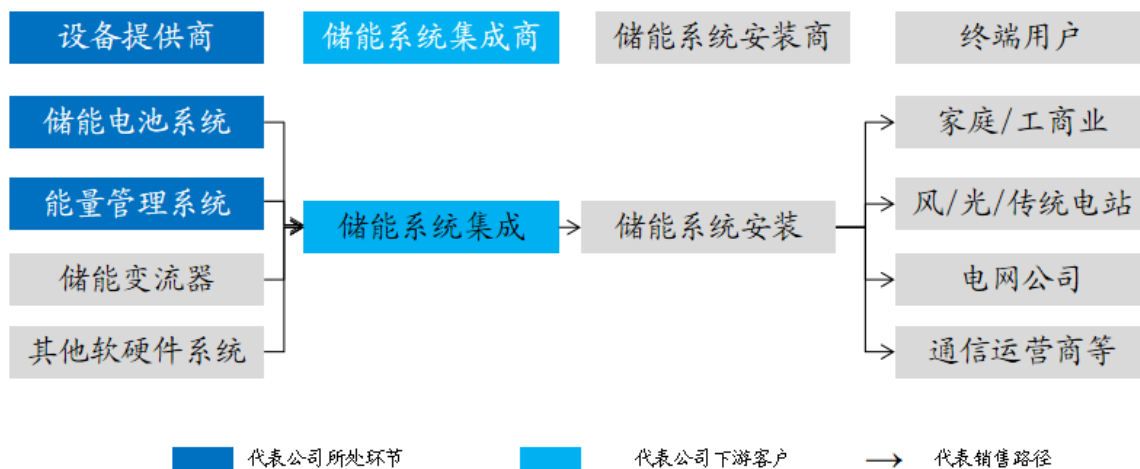 设备提供商
储能系统集成商
储能系统安装商
终端用户
储能电池系统
能量管理系统
储能变流器
其他软硬件系统
储能系统集成
储能系统安装
家庭/工商业
风/光/传统电站
电网公司
通信运营商等
代表公司所处环节
代表公司下游客户
代表销售路径